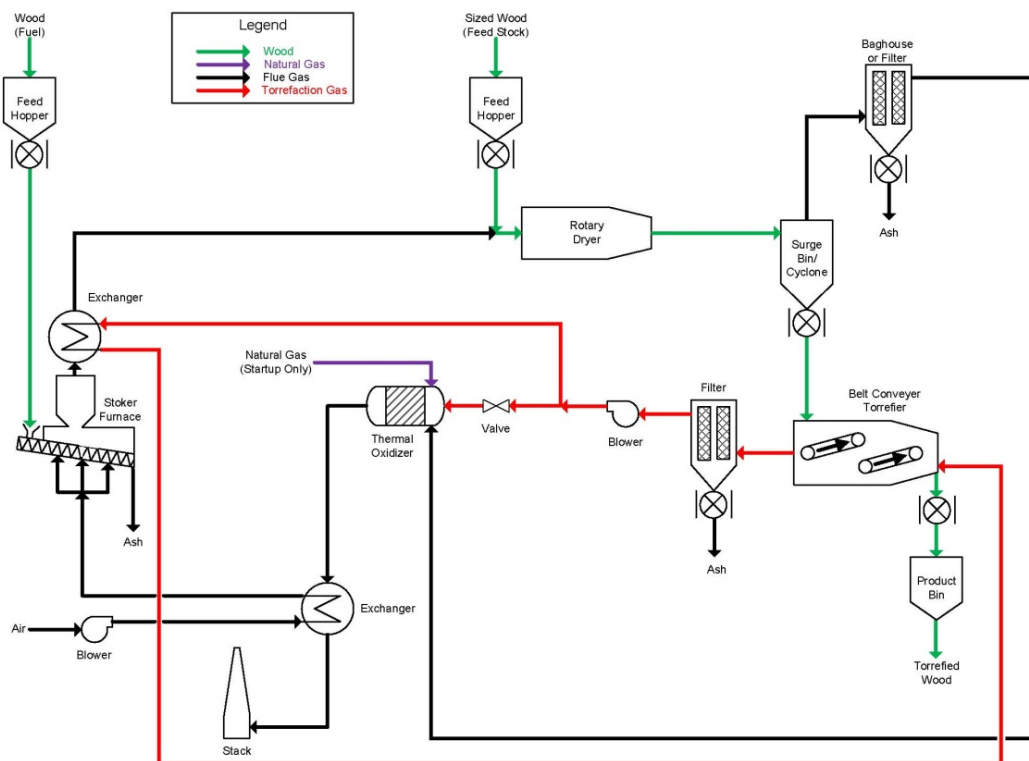 Wood
(Fuel)
Legend
Wood
Natural Gas
Flue Gas
Torrefaction Gas
Sized Wood
(Feed Stock)
Baghouse
or Filter
Feed
Hopper
Feed
Hopper
Rotary
Dryer
Surge
Bin/
Cyclone
Ash
Exchanger
Natural Gas
(Startup Only)
Stoker
Furnace
Thermal
Oxidizer
Valve
Blower
Filter
Belt Conveyer
Torrefier
Ash
Ash
Product
Bin
Exchanger
Air
Blower
Torrefied
Wood
Stack